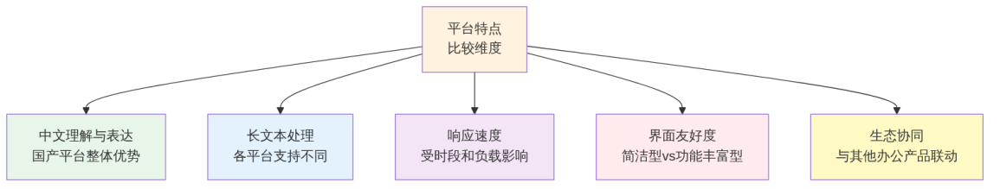 平台特点
比较维度
中文理解与表达
国产平台整体优势
长文本处理
各平台支持不同
响应速度
受时段和负载影响
界面友好度
简洁型vs功能丰富型
生态协同
与其他办公产品联动